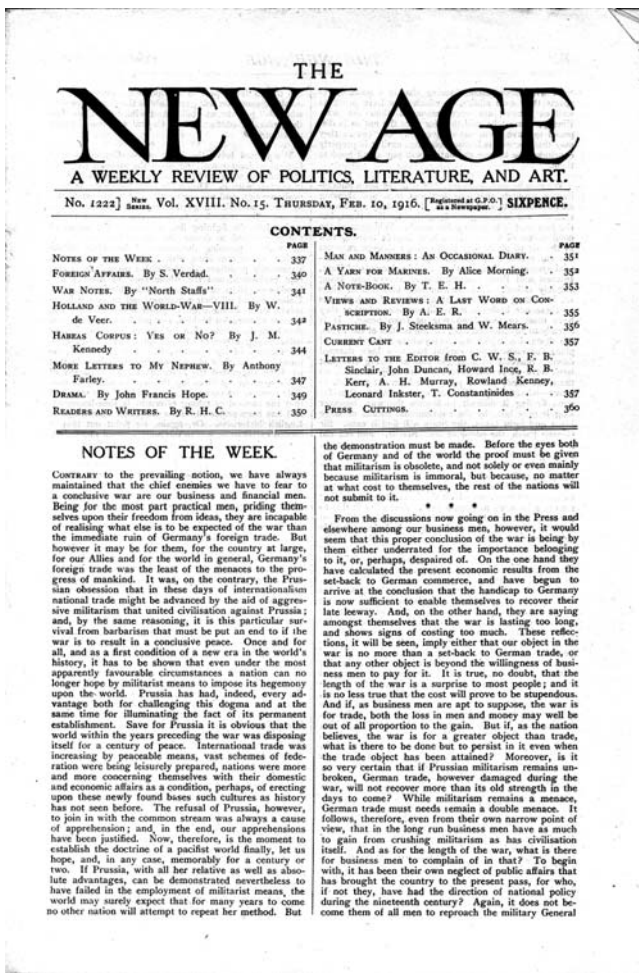 THE
NEW AGE
A WEEKLY REVIEW OF POLITICS, LITERATURE, AND ART.
No. 1222] New Series. Vol. XVIII. No. 15. THURSDAY, FEB. 10, 1916. [Registered at G.P.O. as a Newspaper.] SIXPENCE.
CONTENTS.
PAGE
NOTES OF THE WEEK . . . . . . 337
FOREIGN AFFAIRS. By S. Verdad. . . . 340
WAR NOTES. By "North Staffs" . . . 341
HOLLAND AND THE WORLD-WAR—VIII. By W.
de Veer. . . . . . . . 342
HABEAS CORPUS: YES OR NO? By J. M.
Kennedy . . . . . . . 344
MORE LETTERS TO MY NEPHEW. By Anthony
Farley. . . . . . . . 347
DRAMA. By John Francis Hope. . . . 349
READERS AND WRITERS. By R. H. C. . . . 350
PAGE
MAN AND MANNERS: AN OCCASIONAL DIARY. . . 351
A YARN FOR MARINES. By Alice Morning. . . 352
A NOTE-BOOK. By T. E. H. . . . . 353
VIEWS AND REVIEWS: A LAST WORD ON CON-
SCRIPTION. By A. E. R. . . . . 355
PASTICHE. By J. Steeksma and W. Mears. . . 356
CURRENT CANT . . . . . . 357
LETTERS TO THE EDITOR from C. W. S., F. B.
Sinclair, John Duncan, Howard Ince, R. B.
Kerr, A. H. Murray, Rowland Kenney,
Leonard Inkster, T. Constantinides . . 357
PRESS CUTTINGS. . . . . . . 360
NOTES OF THE WEEK.
CONTRARY to the prevailing notion, we have always
maintained that the chief enemies we have to fear to
a conclusive war are our business and financial men.
Being for the most part practical men, priding them-
selves upon their freedom from ideas, they are incapable
of realising what else is to be expected of the war than
the immediate ruin of Germany's foreign trade. But
however it may be for them, for the country at large,
for our Allies and for the world in general, Germany's
foreign trade was the least of the menaces to the pro-
gress of mankind. It was, on the contrary, the Prus-
sian obsession that in these days of internationalism
national trade might be advanced by the aid of aggres-
sive militarism that united civilisation against Prussia;
and, by the same reasoning, it is this particular sur-
vival from barbarism that must be put an end to if the
war is to result in a conclusive peace. Once and for
all, and as a first condition of a new era in the world's
history, it has to be shown that even under the most
apparently favourable circumstances a nation can no
longer hope by militarist means to impose its hegemony
upon the world. Prussia has had, indeed, every ad-
vantage both for challenging this dogma and at the
same time for illuminating the fact of its permanent
establishment. Save for Prussia it is obvious that the
world within the years preceding the war was disposing
itself for a century of peace. International trade was
increasing by peaceable means, vast schemes of fede-
ration were being leisurely prepared, nations were more
and more concerning themselves with their domestic
and economic affairs as a condition, perhaps, of erecting
upon these newly found bases such cultures as history
has not seen before. The refusal of Prussia, however,
to join in with the common stream was always a cause
of apprehension; and, in the end, our apprehensions
have been justified. Now, therefore, is the moment to
establish the doctrine of a pacifist world finally, let us
hope, and, in any case, memorably for a century or
two. If Prussia, with all her relative as well as abso-
lute advantages, can be demonstrated nevertheless to
have failed in the employment of militarist means, the
world may surely expect that for many years to come
no other nation will attempt to repeat her method. But
the demonstration must be made. Before the eyes both
of Germany and of the world the proof must be given
that militarism is obsolete, and not solely or even mainly
because militarism is immoral, but because, no matter
at what cost to themselves, the rest of the nations will
not submit to it.
* * *
From the discussions now going on in the Press and
elsewhere among our business men, however, it would
seem that this proper conclusion of the war is being by
them either underrated for the importance belonging
to it, or, perhaps, despaired of. On the one hand they
have calculated the present economic results from the
set-back to German commerce, and have begun to
arrive at the conclusion that the handicap to Germany
is now sufficient to enable themselves to recover their
late leeway. And, on the other hand, they are saying
amongst themselves that the war is lasting too long,
and shows signs of costing too much. These reflec-
tions, it will be seen, imply either that our object in the
war is no more than a set-back to German trade, or
that any other object is beyond the willingness of busi-
ness men to pay for it. It is true, no doubt, that the
length of the war is a surprise to most people; and it
is no less true that the cost will prove to be stupendous.
And if, as business men are apt to suppose, the war is
for trade, both the loss in men and money may well be
out of all proportion to the gain. But if, as the nation
believes, the war is for a greater object than trade,
what is there to be done but to persist in it even when
the trade object has been attained? Moreover, is it
so very certain that if Prussian militarism remains un-
broken, German trade, however damaged during the
war, will not recover more than its old strength in the
days to come? While militarism remains a menace,
German trade must needs remain a double menace. It
follows, therefore, even from their own narrow point of
view, that in the long run business men have as much
to gain from crushing militarism as has civilisation
itself. And as for the length of the war, what is there
for business men to complain of in that? To begin
with, it has been their own neglect of public affairs that
has brought the country to the present pass, for who,
if not they, have had the direction of national policy
during the nineteenth century? Again, it does not be-
come them of all men to reproach the military General